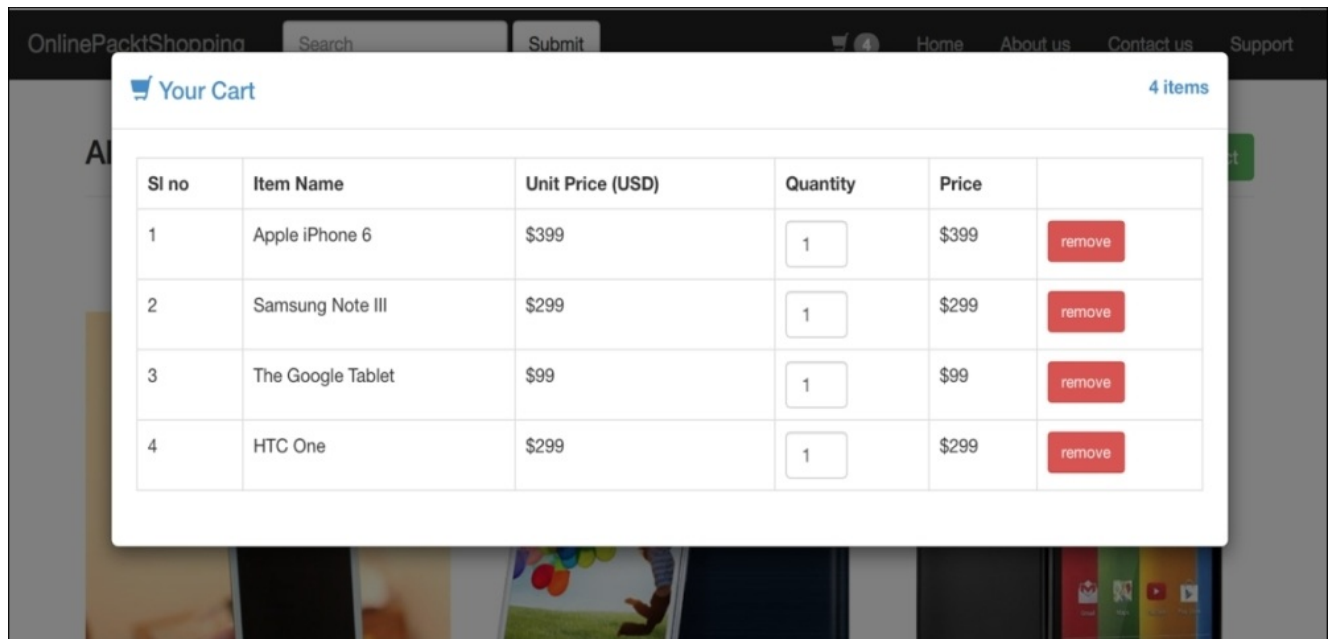 OnlinePacktShopping Search Submit 4 Home About us Contact us Support
Your Cart 4 items
Sl no Item Name Unit Price (USD) Quantity Price
1 Apple iPhone 6 $399 1 $399 remove
2 Samsung Note III $299 1 $299 remove
3 The Google Tablet $99 1 $99 remove
4 HTC One $299 1 $299 remove
Gmail Maps